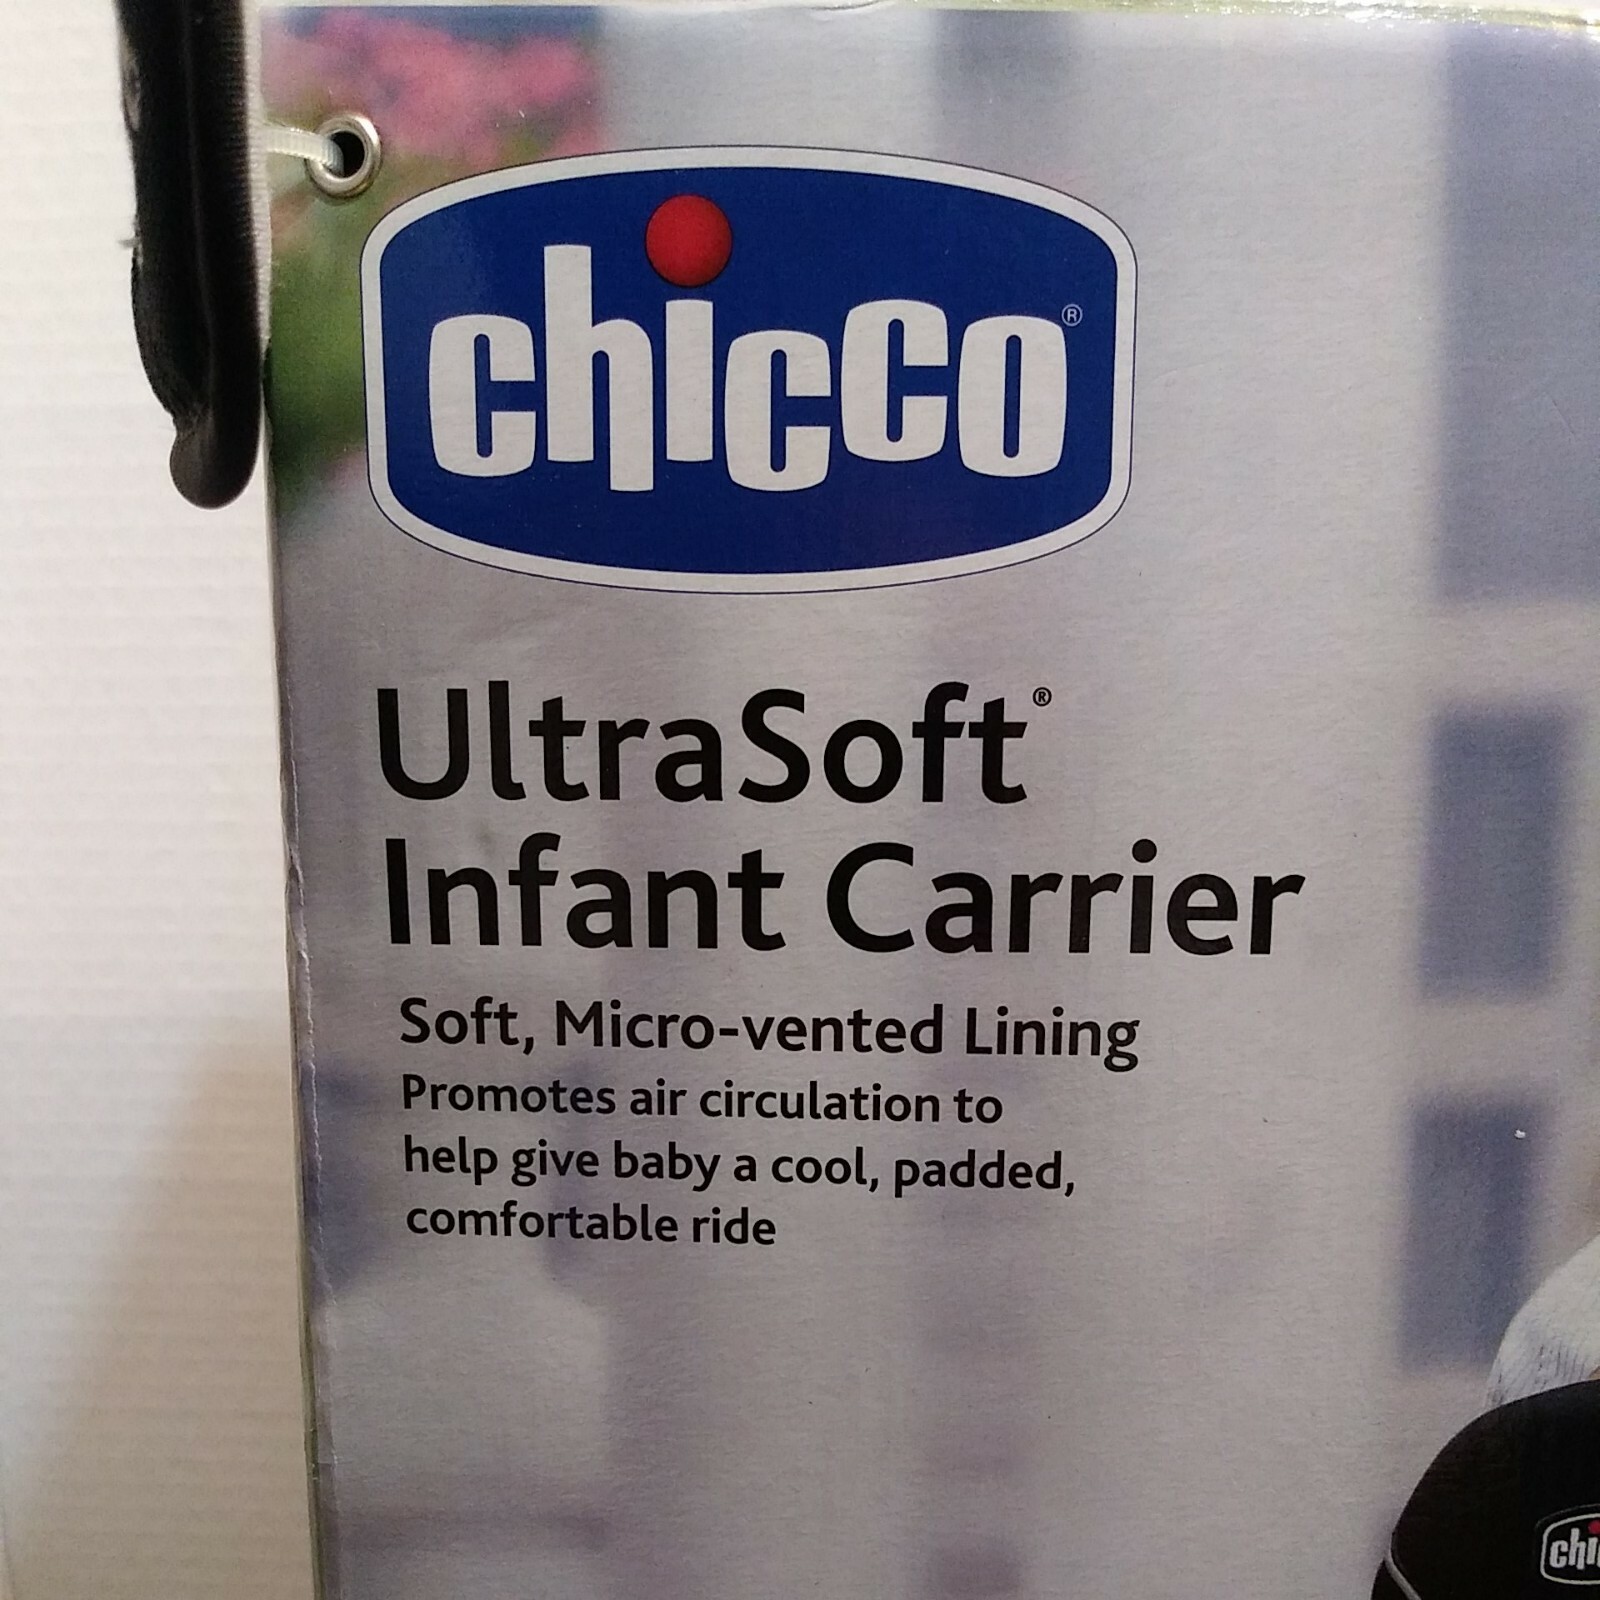 chicco®
UltraSoft®
Infant Carrier
Soft, Micro-vented Lining
Promotes air circulation to
help give baby a cool, padded,
comfortable ride
chi